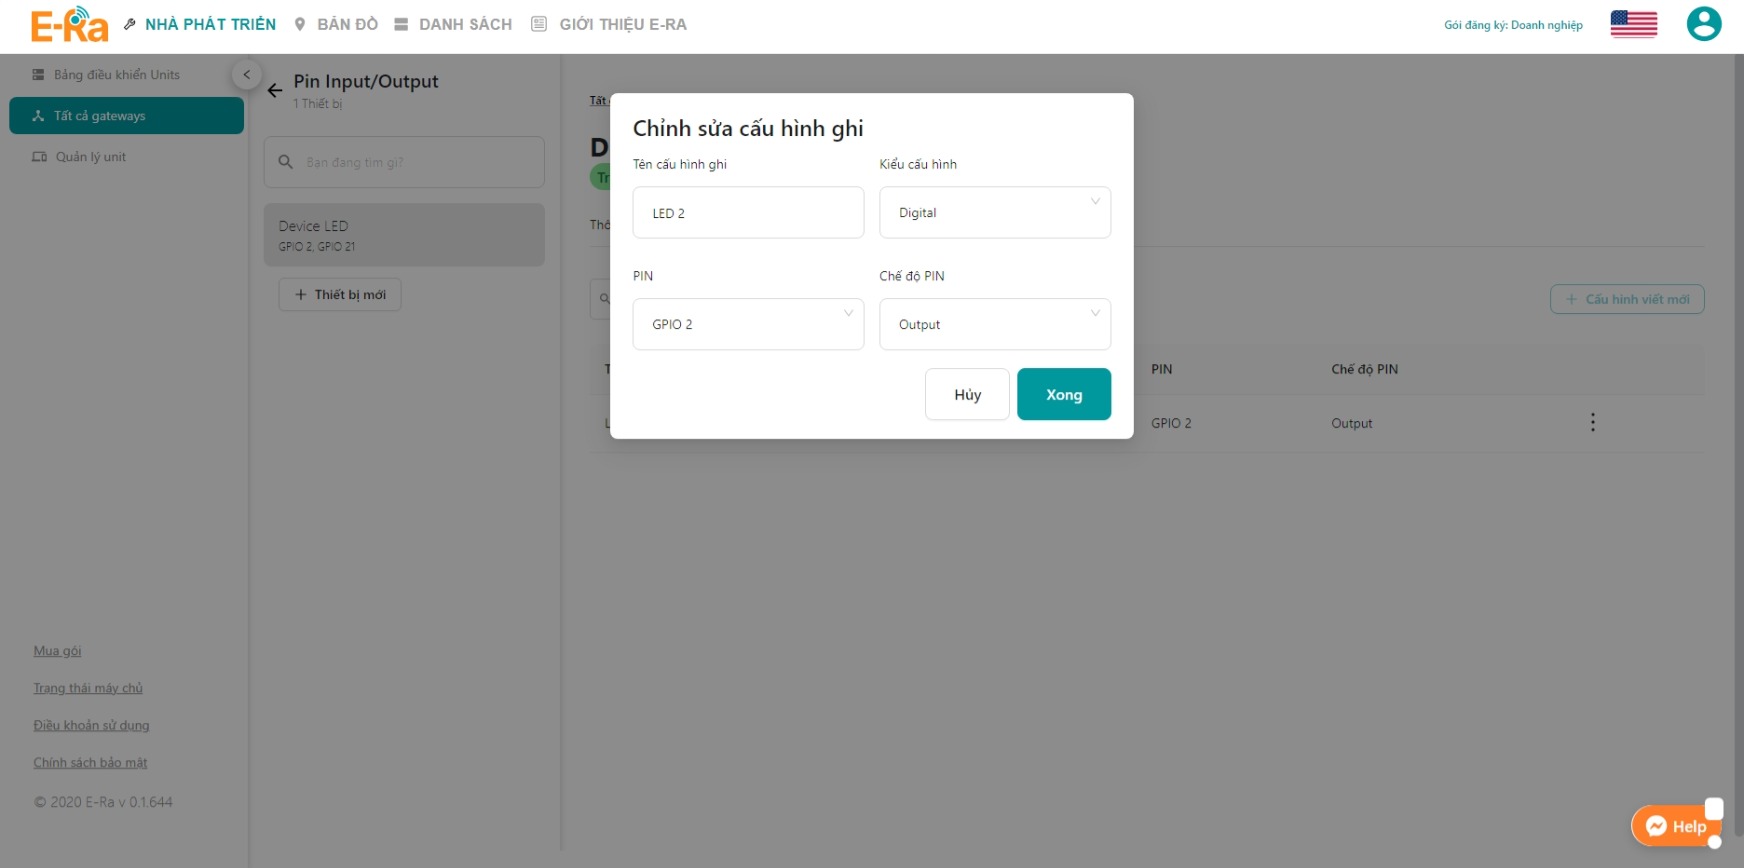 E-Ra
NHÀ PHÁT TRIỂN
BẢN ĐỒ
DANH SÁCH
GIỚI THIỆU E-RA
Gói đăng ký: Doanh nghiệp
Bảng điều khiển Units
Tất cả gateways
Quản lý unit
Pin Input/Output
1 Thiết bị
Bạn đang tìm gì?
Device LED
GPIO 2, GPIO 21
+ Thiết bị mới
Tất
Chỉnh sửa cấu hình ghi
Tên cấu hình ghi
Kiểu cấu hình
LED 2
Digital
PIN
Chế độ PIN
GPIO 2
Output
Hủy
Xong
+ Cấu hình viết mới
PIN
Chế độ PIN
GPIO 2
Output
Mua gói
Trạng thái máy chủ
Điều khoản sử dụng
Chính sách bảo mật
© 2020 E-Ra v 0.1.644
Help